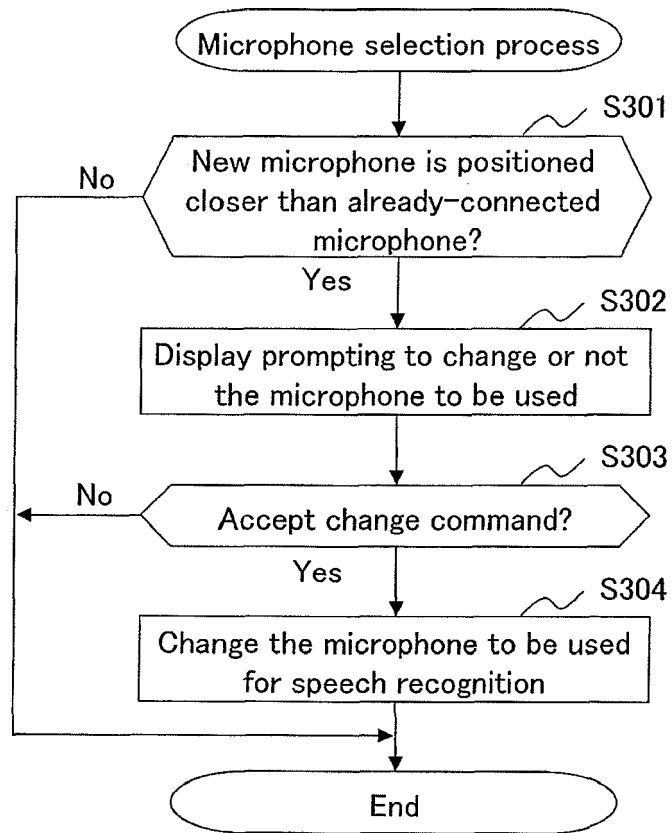 Microphone selection process
S301
New microphone is positioned
closer than already-connected
microphone?
No
Yes
S302
Display prompting to change or not
the microphone to be used
S303
No
Accept change command?
Yes
S304
Change the microphone to be used
for speech recognition
End